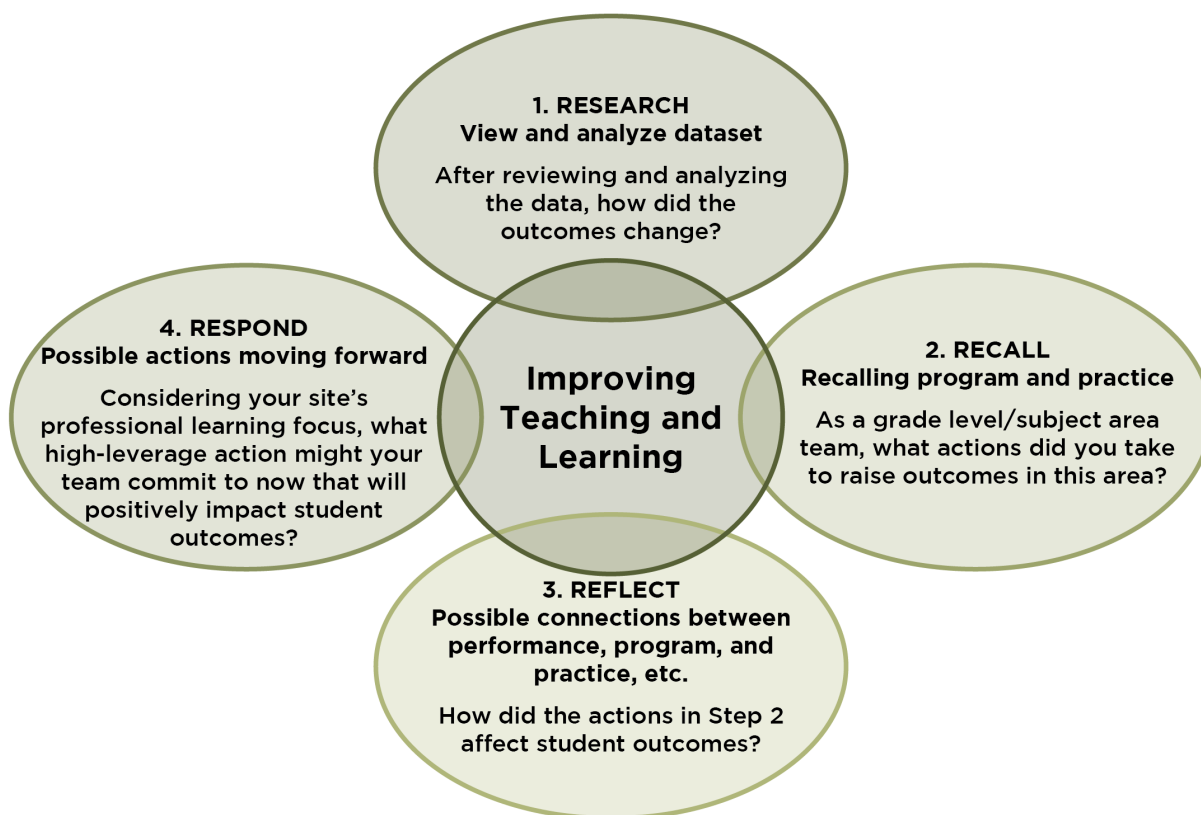 1. RESEARCH
View and analyze dataset
After reviewing and analyzing
the data, how did the
outcomes change?
2. RECALL
Recalling program and practice
As a grade level/subject area
team, what actions did you take
to raise outcomes in this area?
3. REFLECT
Possible connections between
performance, program, and
practice, etc.
How did the actions in Step 2
affect student outcomes?
4. RESPOND
Possible actions moving forward
Considering your site’s
professional learning focus, what
high-leverage action might your
team commit to now that will
positively impact student
outcomes?
Improving
Teaching and
Learning